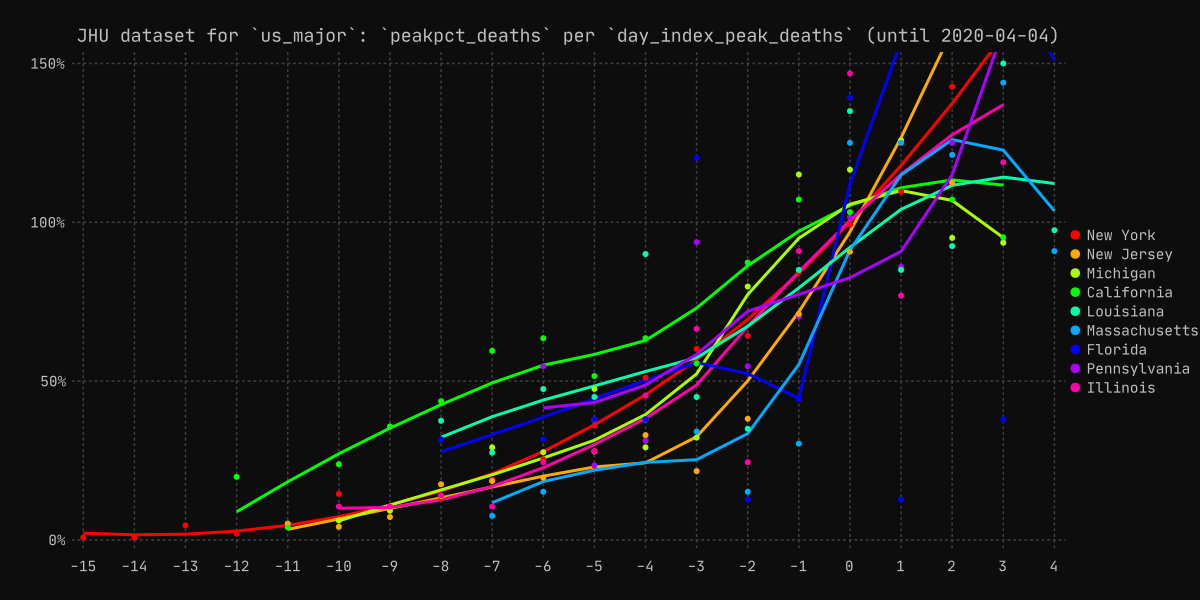 JHU dataset for `us_major`: `peakpct_deaths` per `day_index_peak_deaths` (until 2020-04-04)
150%
100%
50%
0%
-15 -14 -13 -12 -11 -10 -9 -8 -7 -6 -5 -4 -3 -2 -1 0 1 2 3 4
New York
New Jersey
Michigan
California
Louisiana
Massachusetts
Florida
Pennsylvania
Illinois